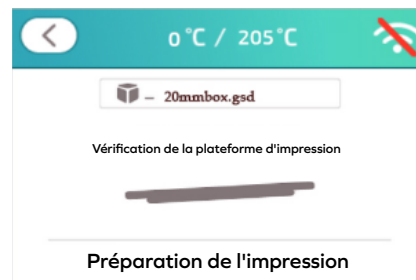 0°C / 205°C
– 20mmbox.gsd
Vérification de la plateforme d'impression
Préparation de l'impression